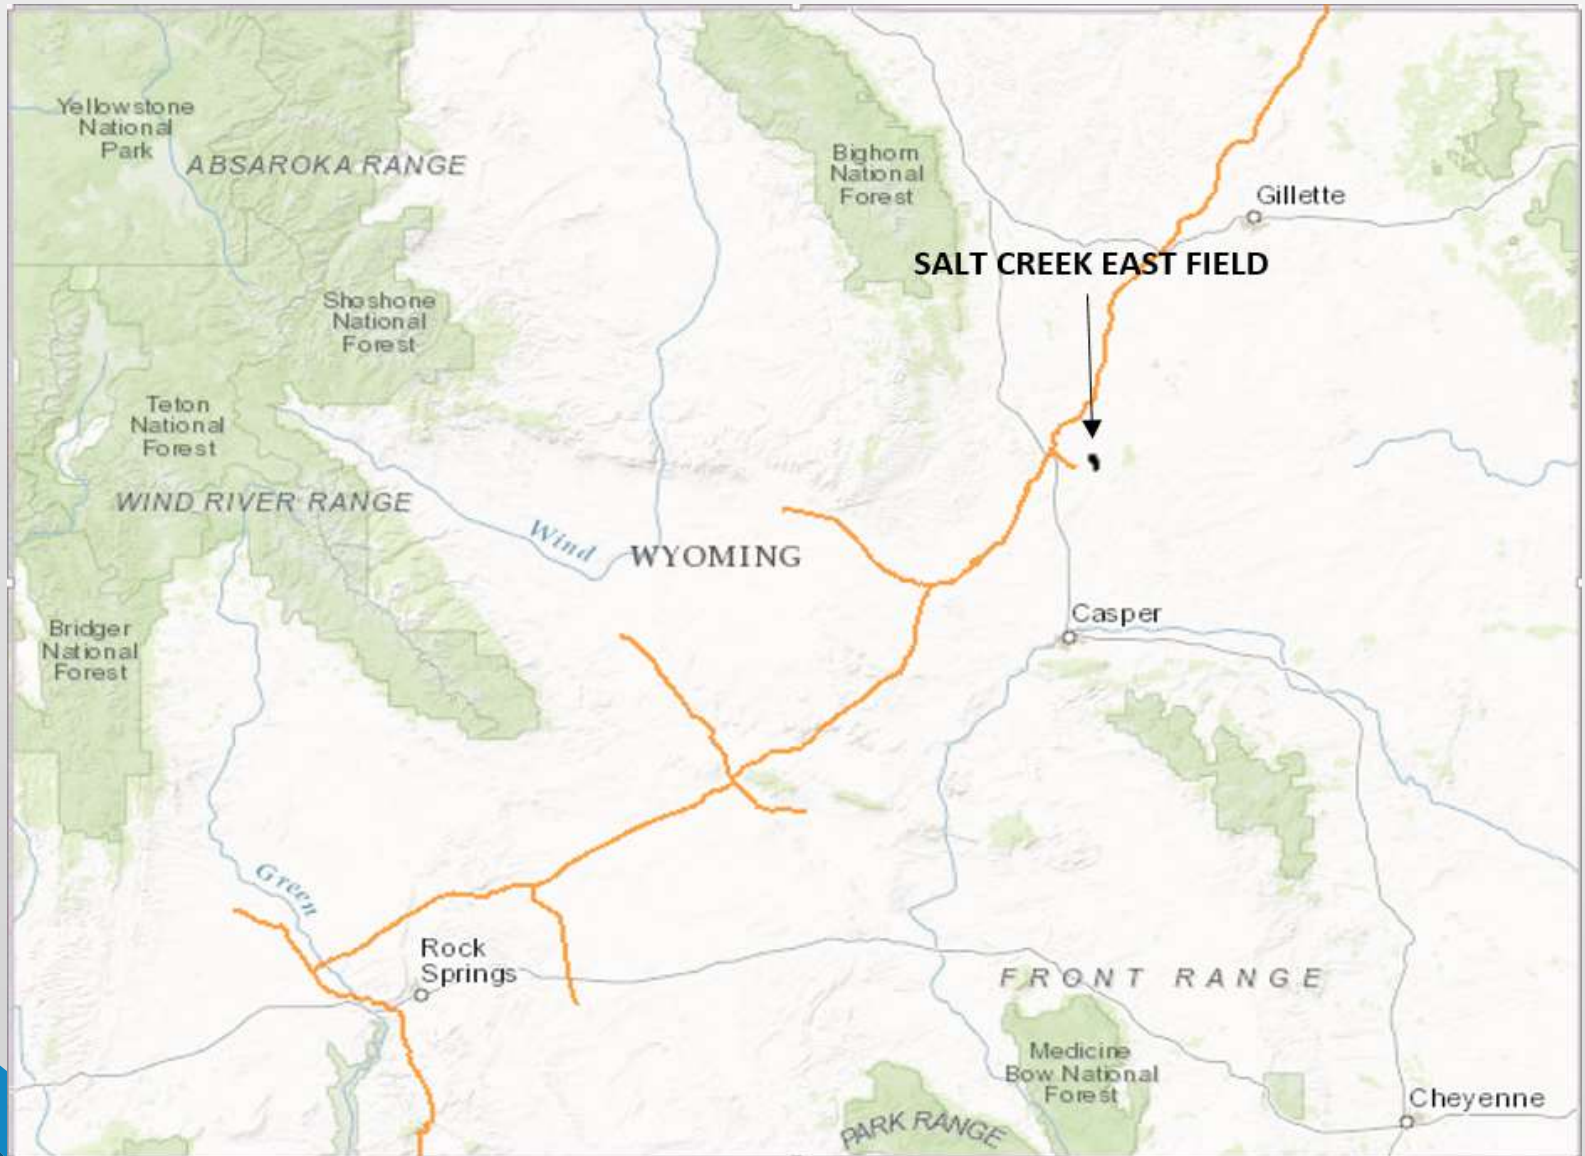 Yellowstone
National
Park
ABSAROKA RANGE
Bighorn
National
Forest
Gillette
SALT CREEK EAST FIELD
Shoshone
National
Forest
Teton
National
Forest
WIND RIVER RANGE
Wind
WYOMING
Casper
Bridger
National
Forest
Green
Rock
Springs
FRONT RANGE
Medicine
Bow National
Forest
Cheyenne
PARK RANGE